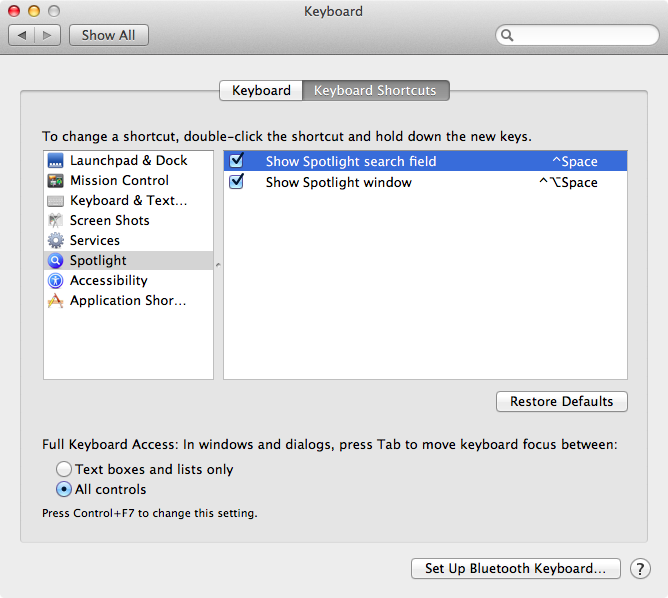 Keyboard
Show All
Keyboard
Keyboard Shortcuts
To change a shortcut, double-click the shortcut and hold down the new keys.
Launchpad & Dock
Mission Control
Keyboard & Text...
Screen Shots
Services
Spotlight
Accessibility
Application Shor...
Show Spotlight search field ^Space
Show Spotlight window ^⌥Space
Restore Defaults
Full Keyboard Access: In windows and dialogs, press Tab to move keyboard focus between:
Text boxes and lists only
All controls
Press Control+F7 to change this setting.
Set Up Bluetooth Keyboard... ?